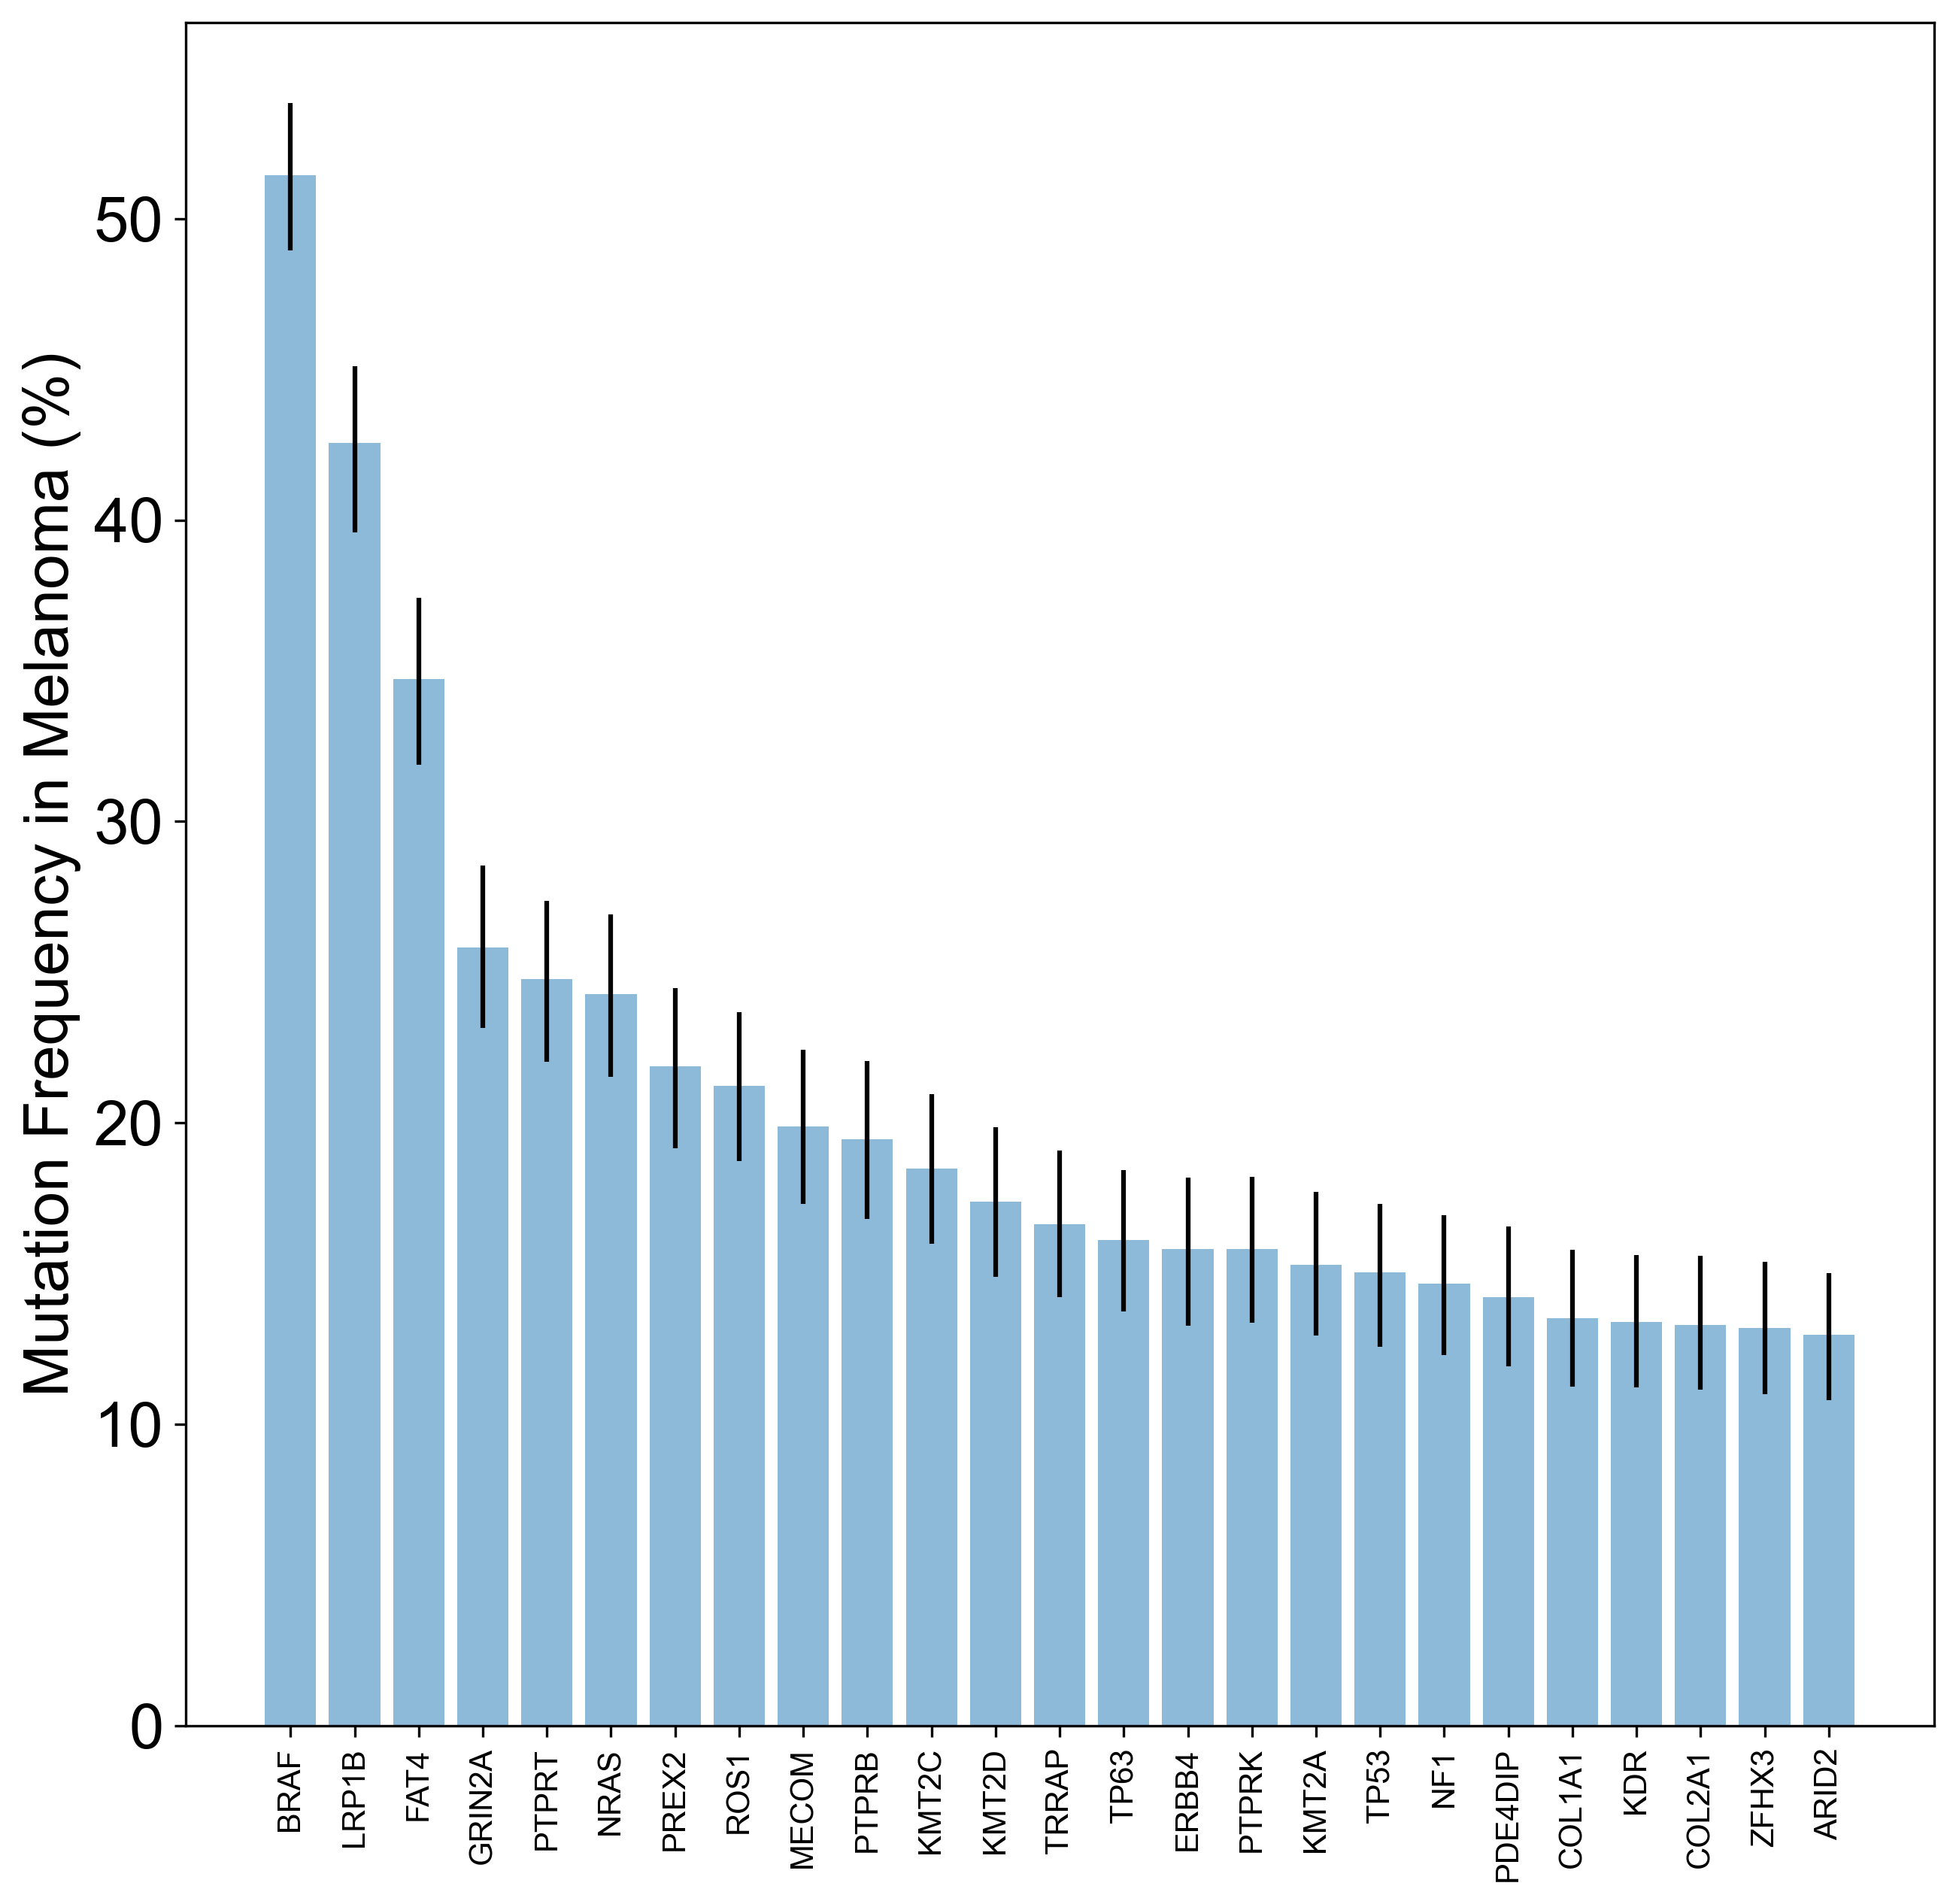 Mutation Frequency in Melanoma (%)
50
40
30
20
10
0
BRAF
LRP1B
FAT4
GRIN2A
PTPRT
NRAS
PREX2
ROS1
MECOM
PTPRB
KMT2C
KMT2D
TRRAP
TP63
ERBB4
PTPRK
KMT2A
TP53
NF1
PDE4DIP
COL1A1
KDR
COL2A1
ZFHX3
ARID2